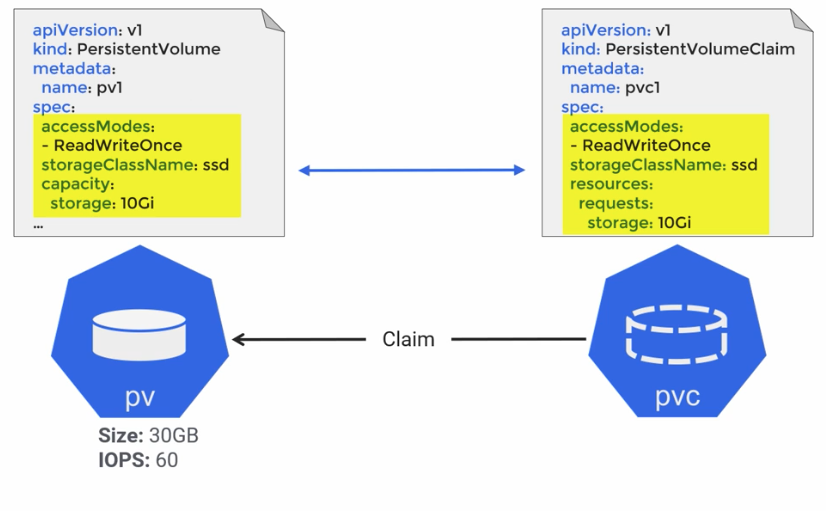 apiVersion: v1
kind: PersistentVolume
metadata:
name: pv1
spec:
accessModes:
- ReadWriteOnce
storageClassName: ssd
capacity:
storage: 10Gi
...
apiVersion: v1
kind: PersistentVolumeClaim
metadata:
name: pvc1
spec:
accessModes:
- ReadWriteOnce
storageClassName: ssd
resources:
requests:
storage: 10Gi
Claim
pv
pvc
Size: 30GB
IOPS: 60